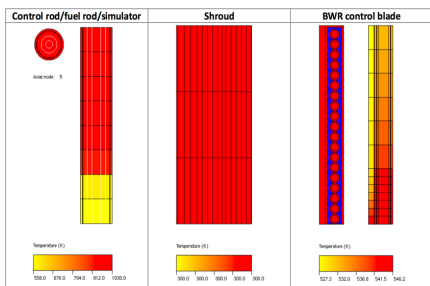 Control rod/fuel rod/simulator
Shroud
BWR control blade
Axial node: 5
Temperature (K)
558.0 676.0 794.0 912.0 1030.0
Temperature (K)
300.0 300.0 300.0 300.0 300.0
Temperature (K)
527.3 532.0 536.8 541.5 546.2